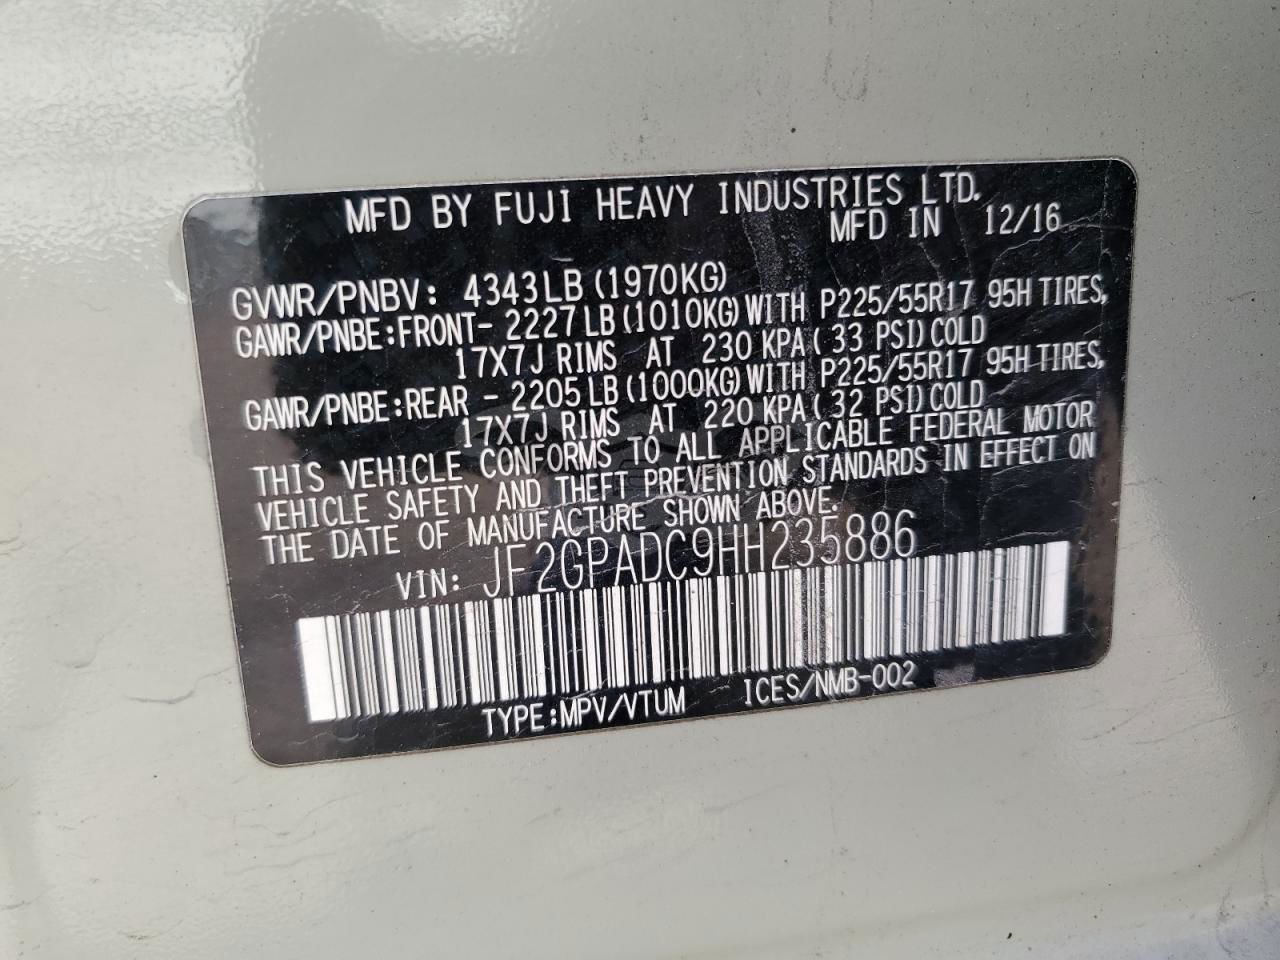 MFD BY FUJI HEAVY INDUSTRIES LTD.
MFD IN 12/16
GVWR/PNBV: 4343LB (1970KG)
GAWR/PNBE:FRONT- 2227 LB (1010KG) WITH P225/55R17 95H TIRES,
17X7J RIMS AT 230 KPA ( 33 PSI) COLD
GAWR/PNBE:REAR - 2205 LB (1000KG) WITH P225/55R17 95H TIRES,
17X7J RIMS AT 220 KPA ( 32 PSI) COLD
THIS VEHICLE CONFORMS TO ALL APPLICABLE FEDERAL MOTOR
VEHICLE SAFETY AND THEFT PREVENTION STANDARDS IN EFFECT ON
THE DATE OF MANUFACTURE SHOWN ABOVE.
VIN: JF2GPADC9HH235886
TYPE:MPV/VTUM ICES/NMB-002